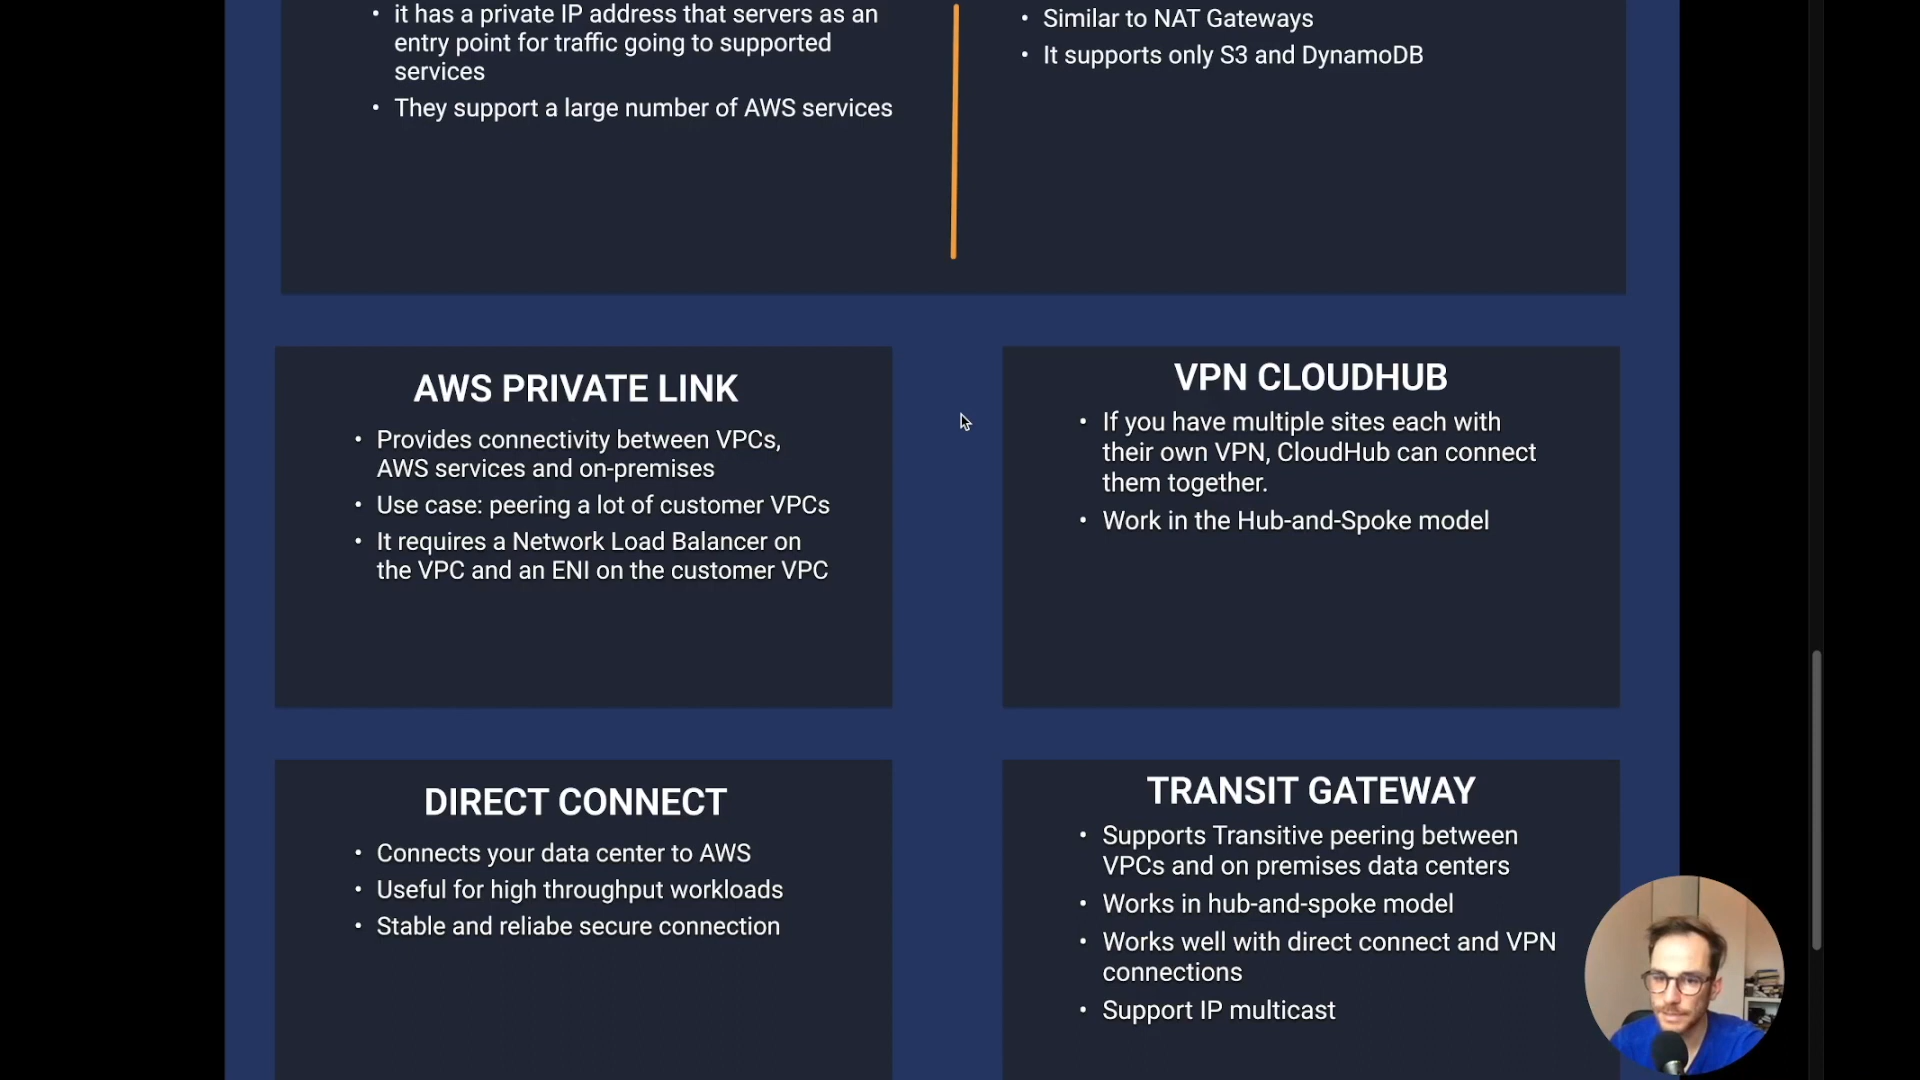 • it has a private IP address that servers as an
entry point for traffic going to supported
services
• They support a large number of AWS services
• Similar to NAT Gateways
• It supports only S3 and DynamoDB
AWS PRIVATE LINK
• Provides connectivity between VPCs,
AWS services and on-premises
• Use case: peering a lot of customer VPCs
• It requires a Network Load Balancer on
the VPC and an ENI on the customer VPC
VPN CLOUDHUB
• If you have multiple sites each with
their own VPN, CloudHub can connect
them together.
• Work in the Hub-and-Spoke model
DIRECT CONNECT
• Connects your data center to AWS
• Useful for high throughput workloads
• Stable and reliabe secure connection
TRANSIT GATEWAY
• Supports Transitive peering between
VPCs and on premises data centers
• Works in hub-and-spoke model
• Works well with direct connect and VPN
connections
• Support IP multicast